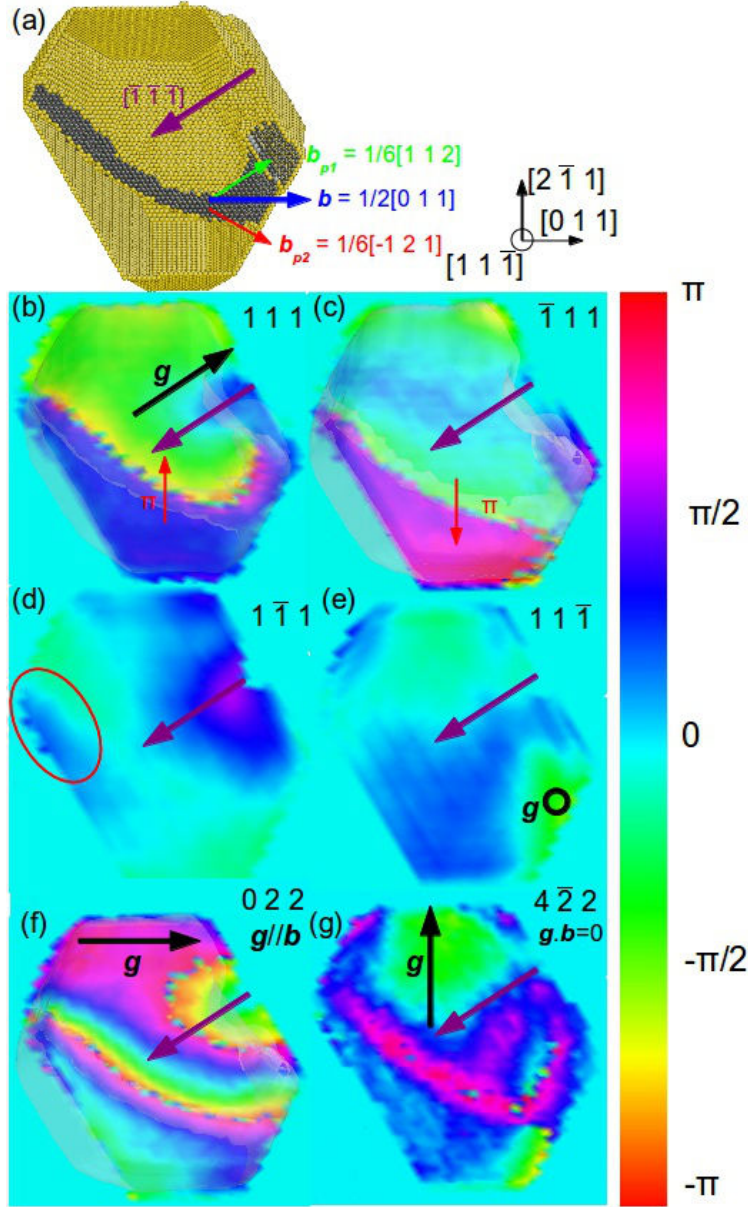 (a)
[1̅ 1̅ 1̅]
b_p1 = 1/6[1 1 2]
b = 1/2[0 1 1]
b_p2 = 1/6[-1 2 1]
[2 1̅ 1]
[0 1 1]
[1 1 1̅]
(b)
1 1 1
g
π
(c)
1̅ 1 1
π
(d)
1 1̅ 1
(e)
1 1 1̅
g
(f)
0 2 2
g//b
g
(g)
4 2̅ 2
g.b=0
g
π
π/2
0
-π/2
-π